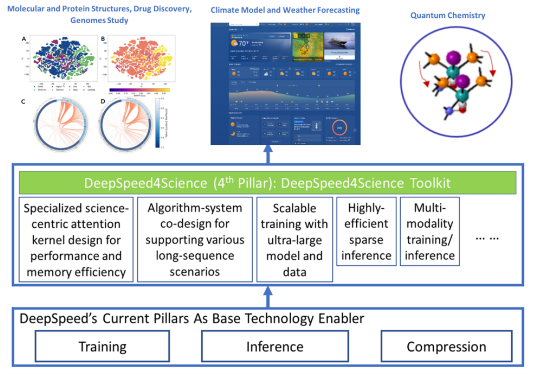 Molecular and Protein Structures, Drug Discovery,
Genomes Study
Climate Model and Weather Forecasting
Quantum Chemistry
A
B
C
D
70°
DeepSpeed4Science (4th Pillar): DeepSpeed4Science Toolkit
Specialized science-
centric attention
kernel design for
performance and
memory efficiency
Algorithm-system
co-design for
supporting various
long-sequence
scenarios
Scalable
training with
ultra-large
model and
data
Highly-
efficient
sparse
inference
Multi-
modality
training/
inference
... ...
DeepSpeed's Current Pillars As Base Technology Enabler
Training
Inference
Compression